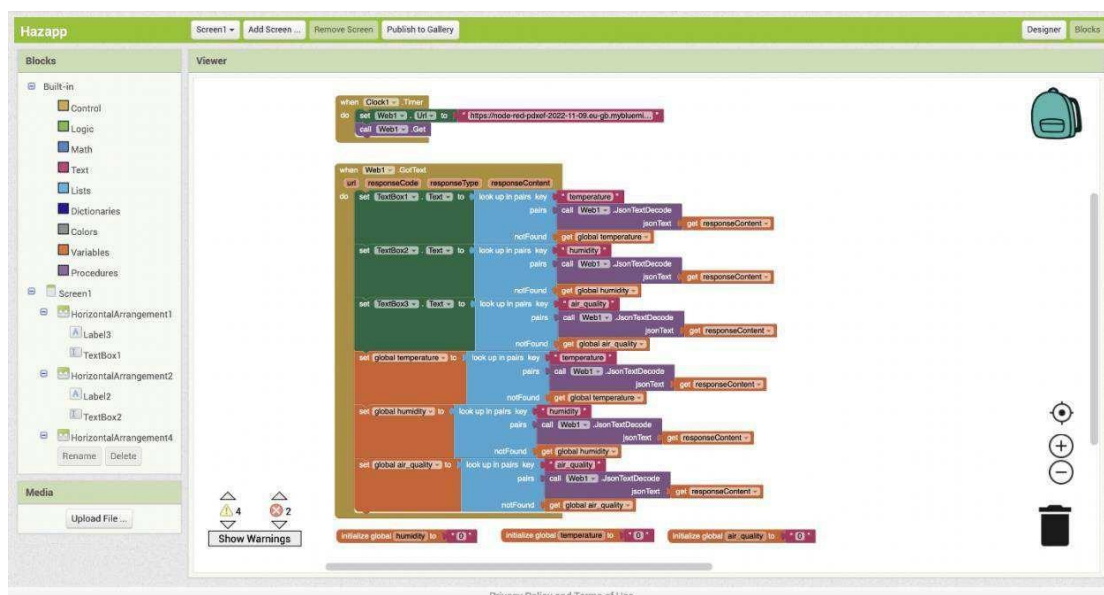 Hazapp
Screen1 Add Screen ... Remove Screen Publish to Gallery
Designer Blocks
Blocks
Viewer
Built-in
Control
Logic
Math
Text
Lists
Dictionaries
Colors
Variables
Procedures
Screen1
HorizontalArrangement1
Label3
TextBox1
HorizontalArrangement2
Label2
TextBox2
HorizontalArrangement4
Rename Delete
Media
Upload File ...
when Clock1 .Timer
do set Web1 . Url to " https://node-red-pdxef-2022-11-09.eu-gb.mybluemi... "
call Web1 .Get
when Web1 .GotText
url responseCode responseType responseContent
do set TextBox1 . Text to look up in pairs key " temperature "
pairs call Web1 .JsonTextDecode
jsonText get responseContent
notFound get global temperature
set TextBox2 . Text to look up in pairs key " humidity "
pairs call Web1 .JsonTextDecode
jsonText get responseContent
notFound get global humidity
set TextBox3 . Text to look up in pairs key " air_quality "
pairs call Web1 .JsonTextDecode
jsonText get responseContent
notFound get global air_quality
set global temperature to look up in pairs key " temperature "
pairs call Web1 .JsonTextDecode
jsonText get responseContent
notFound get global temperature
set global humidity to look up in pairs key " humidity "
pairs call Web1 .JsonTextDecode
jsonText get responseContent
notFound get global humidity
set global air_quality to look up in pairs key " air_quality "
pairs call Web1 .JsonTextDecode
jsonText get responseContent
notFound get global air_quality
initialize global humidity to " 0 " initialize global temperature to " 0 " initialize global air_quality to " 0 "
4 2
Show Warnings
Privacy Policy and Terms of Use